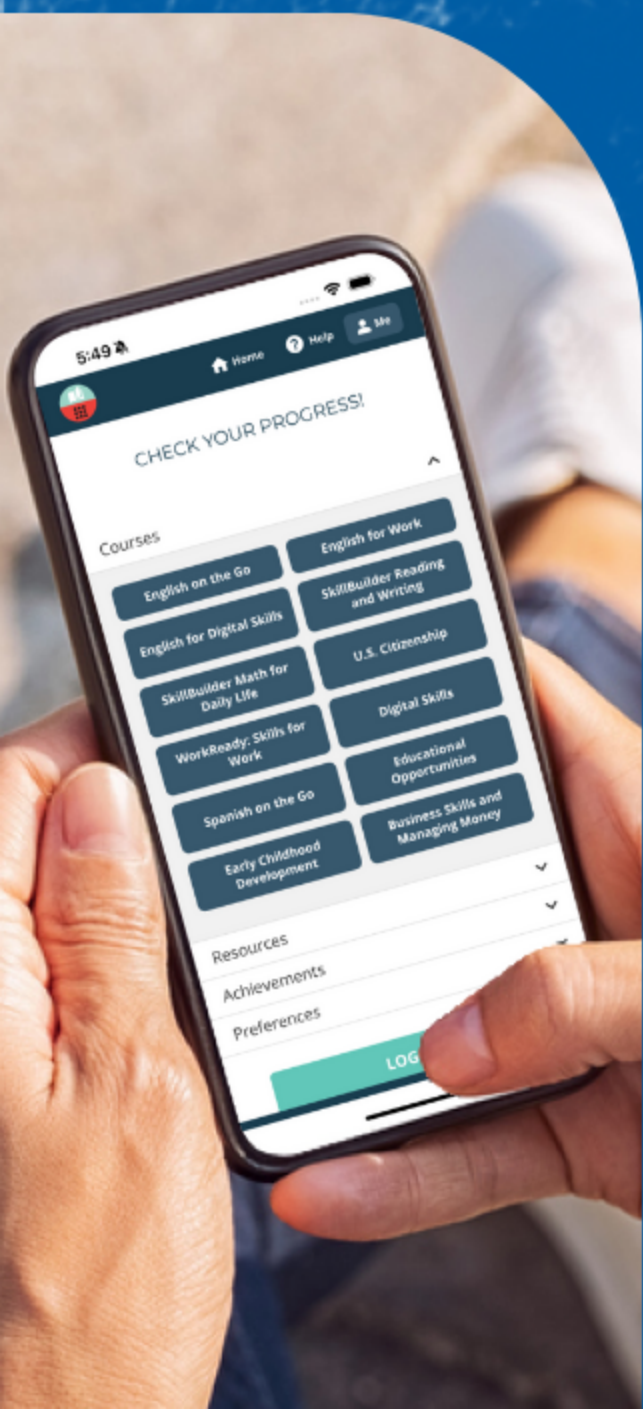 5:49
Home
Help
Me
CHECK YOUR PROGRESS!
Courses
English on the Go
English for Work
English for Digital Skills
SkillBuilder Reading
and Writing
SkillBuilder Math for
Daily Life
U.S. Citizenship
WorkReady: Skills for
Work
Digital Skills
Spanish on the Go
Educational
Opportunities
Early Childhood
Development
Business Skills and
Managing Money
Resources
Achievements
Preferences
LOG